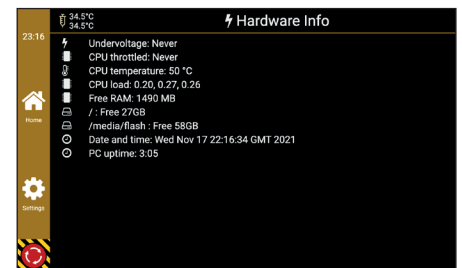 34.5°C
34.5°C
Hardware Info
23:16
Undervoltage: Never
CPU throttled: Never
CPU temperature: 50 °C
CPU load: 0.20, 0.27, 0.26
Free RAM: 1490 MB
/ : Free 27GB
/media/flash : Free 58GB
Date and time: Wed Nov 17 22:16:34 GMT 2021
PC uptime: 3:05
Home
Settings